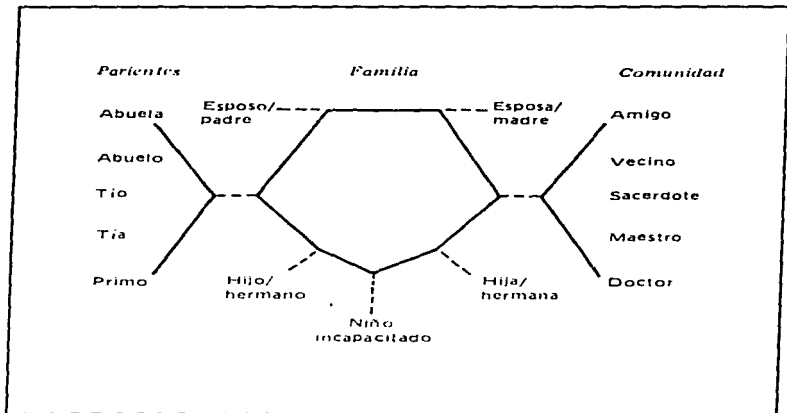 Parientes Familia Comunidad
Abuela Esposo/ Esposa/ Amigo
padre madre
Abuelo Vecino
Tío Sacerdote
Tía Maestro
Primo Hijo/ Hija/ Doctor
hermano hermana
Niño
incapacitado